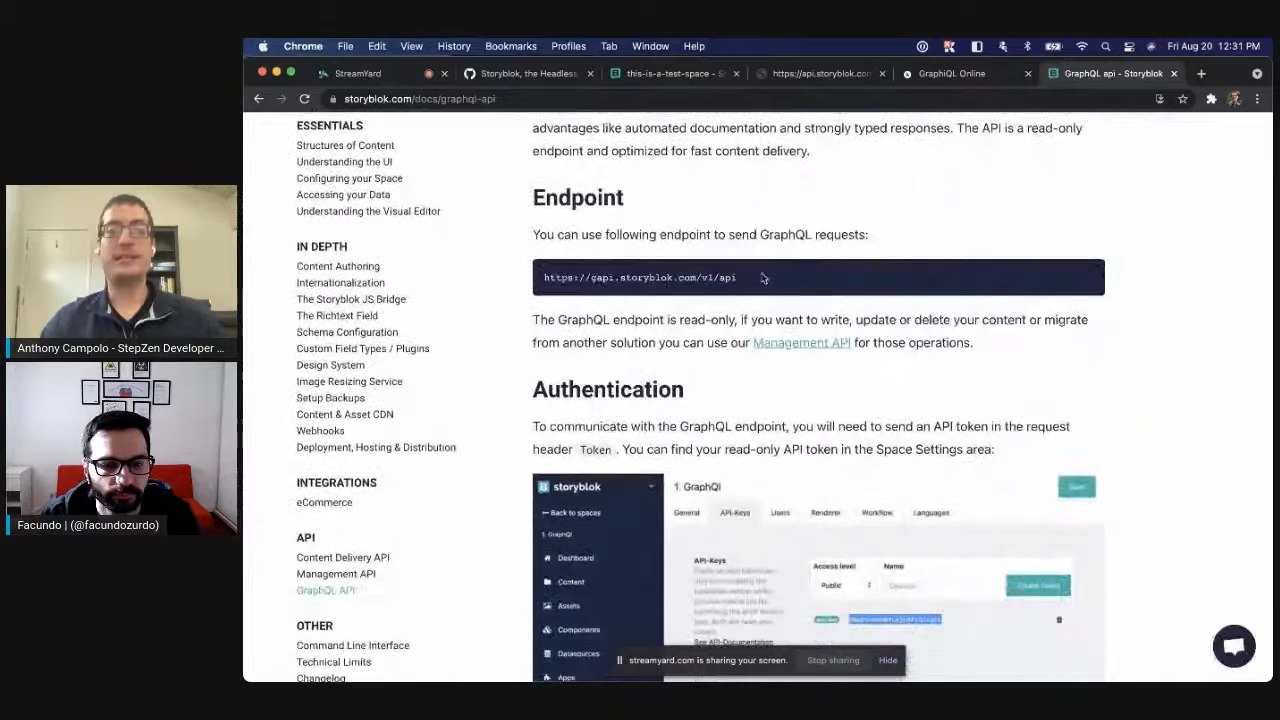 Chrome File Edit View History Bookmarks Profiles Tab Window Help Fri Aug 20 12:31 PM
StreamYard
Storyblok, the Headless
this-is-a-test-space - S
https://api.storyblok.com
GraphiQL Online
GraphQL api - Storyblok
storyblok.com/docs/graphql-api
ESSENTIALS
Structures of Content
Understanding the UI
Configuring your Space
Accessing your Data
Understanding the Visual Editor
IN DEPTH
Content Authoring
Internationalization
The Storyblok JS Bridge
The Richtext Field
Schema Configuration
Custom Field Types / Plugins
Design System
Image Resizing Service
Setup Backups
Content & Asset CDN
Webhooks
Deployment, Hosting & Distribution
INTEGRATIONS
eCommerce
API
Content Delivery API
Management API
GraphQL API
OTHER
Command Line Interface
Technical Limits
Changelog
advantages like automated documentation and strongly typed responses. The API is a read-only
endpoint and optimized for fast content delivery.
Endpoint
You can use following endpoint to send GraphQL requests:
https://gapi.storyblok.com/v1/api
The GraphQL endpoint is read-only, if you want to write, update or delete your content or migrate
from another solution you can use our Management API for those operations.
Authentication
To communicate with the GraphQL endpoint, you will need to send an API token in the request
header Token . You can find your read-only API token in the Space Settings area:
storyblok
Back to spaces
1. GraphQl
Dashboard
Content
Assets
Components
Datasources
Apps
1. GraphQl
Save
General API-Keys Users Renderer Workflow Languages
API-Keys
See API-Documentation
Access level Name
Public
streamyard.com is sharing your screen. Stop sharing Hide
Anthony Campolo - StepZen Developer ...
Facundo | (@facundozurdo)